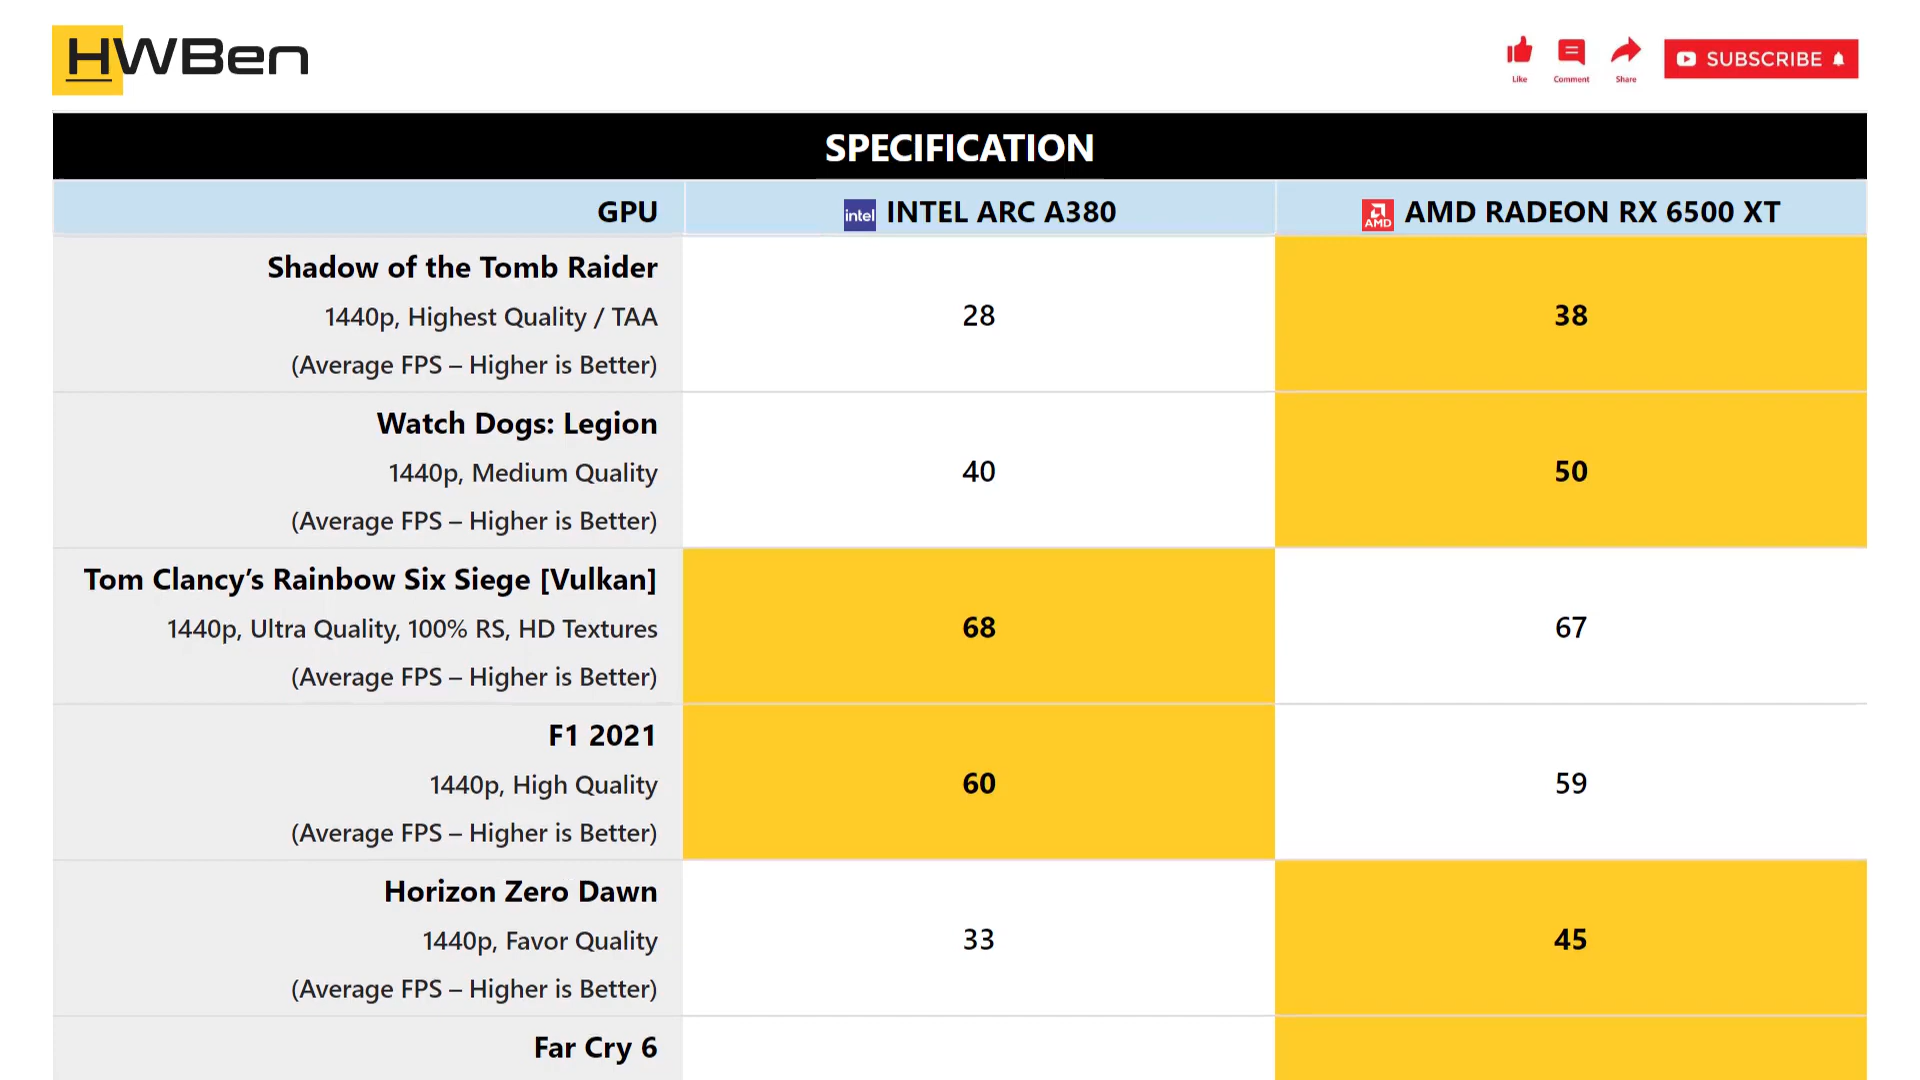 HWBen
Like
Comment
Share
SUBSCRIBE
SPECIFICATION
GPU
intel INTEL ARC A380
AMD AMD RADEON RX 6500 XT
Shadow of the Tomb Raider
1440p, Highest Quality / TAA
(Average FPS – Higher is Better)
28
38
Watch Dogs: Legion
1440p, Medium Quality
(Average FPS – Higher is Better)
40
50
Tom Clancy’s Rainbow Six Siege [Vulkan]
1440p, Ultra Quality, 100% RS, HD Textures
(Average FPS – Higher is Better)
68
67
F1 2021
1440p, High Quality
(Average FPS – Higher is Better)
60
59
Horizon Zero Dawn
1440p, Favor Quality
(Average FPS – Higher is Better)
33
45
Far Cry 6